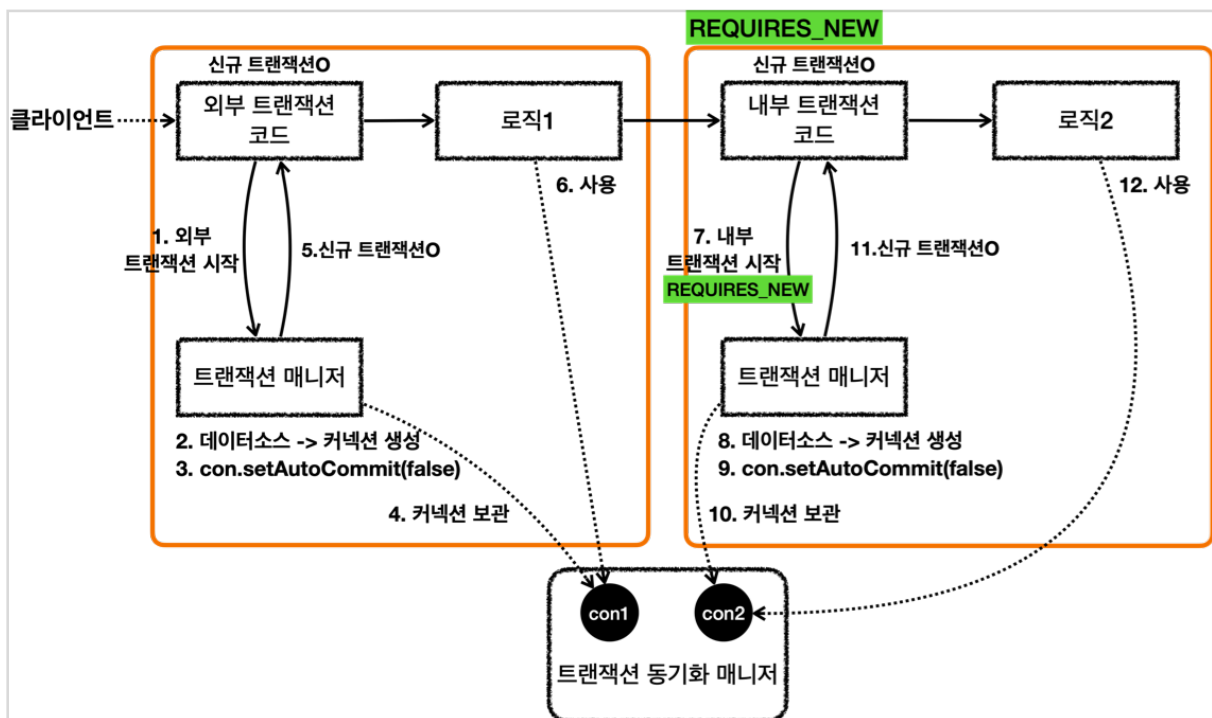 REQUIRES_NEW
신규 트랜잭션O
신규 트랜잭션O
클라이언트
외부 트랜잭션
코드
로직1
내부 트랜잭션
코드
로직2
6. 사용
12. 사용
1. 외부
트랜잭션 시작
5.신규 트랜잭션O
7. 내부
트랜잭션 시작
REQUIRES_NEW
11.신규 트랜잭션O
트랜잭션 매니저
트랜잭션 매니저
2. 데이터소스 -> 커넥션 생성
3. con.setAutoCommit(false)
8. 데이터소스 -> 커넥션 생성
9. con.setAutoCommit(false)
4. 커넥션 보관
10. 커넥션 보관
con1
con2
트랜잭션 동기화 매니저